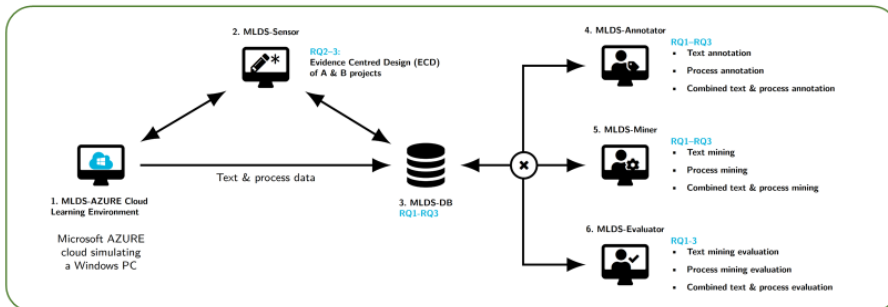 2. MLDS-Sensor
RQ2–3:
Evidence Centred Design (ECD)
of A & B projects
1. MLDS-AZURE Cloud
Learning Environment
Microsoft AZURE
cloud simulating
a Windows PC
Text & process data
3. MLDS-DB
RQ1-RQ3
4. MLDS-Annotator
RQ1–RQ3
▪ Text annotation
▪ Process annotation
▪ Combined text & process annotation
5. MLDS-Miner
RQ1–RQ3
▪ Text mining
▪ Process mining
▪ Combined text & process mining
6. MLDS-Evaluator
RQ1-3
▪ Text mining evaluation
▪ Process mining evaluation
▪ Combined text & process evaluation